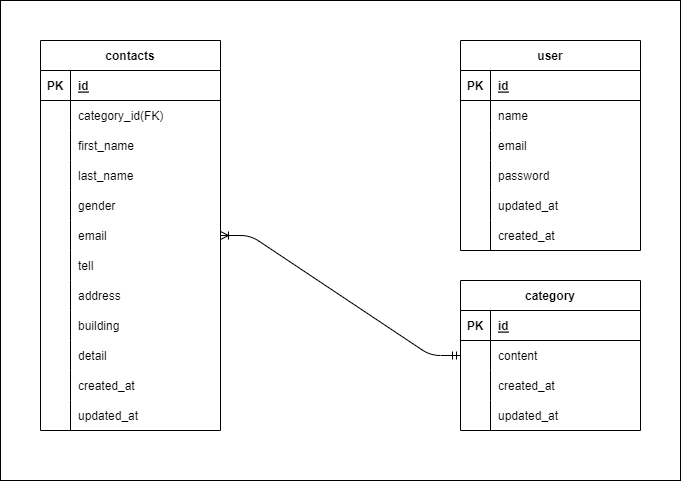 contacts
PK id
category_id(FK)
first_name
last_name
gender
email
tell
address
building
detail
created_at
updated_at
user
PK id
name
email
password
updated_at
created_at
category
PK id
content
created_at
updated_at